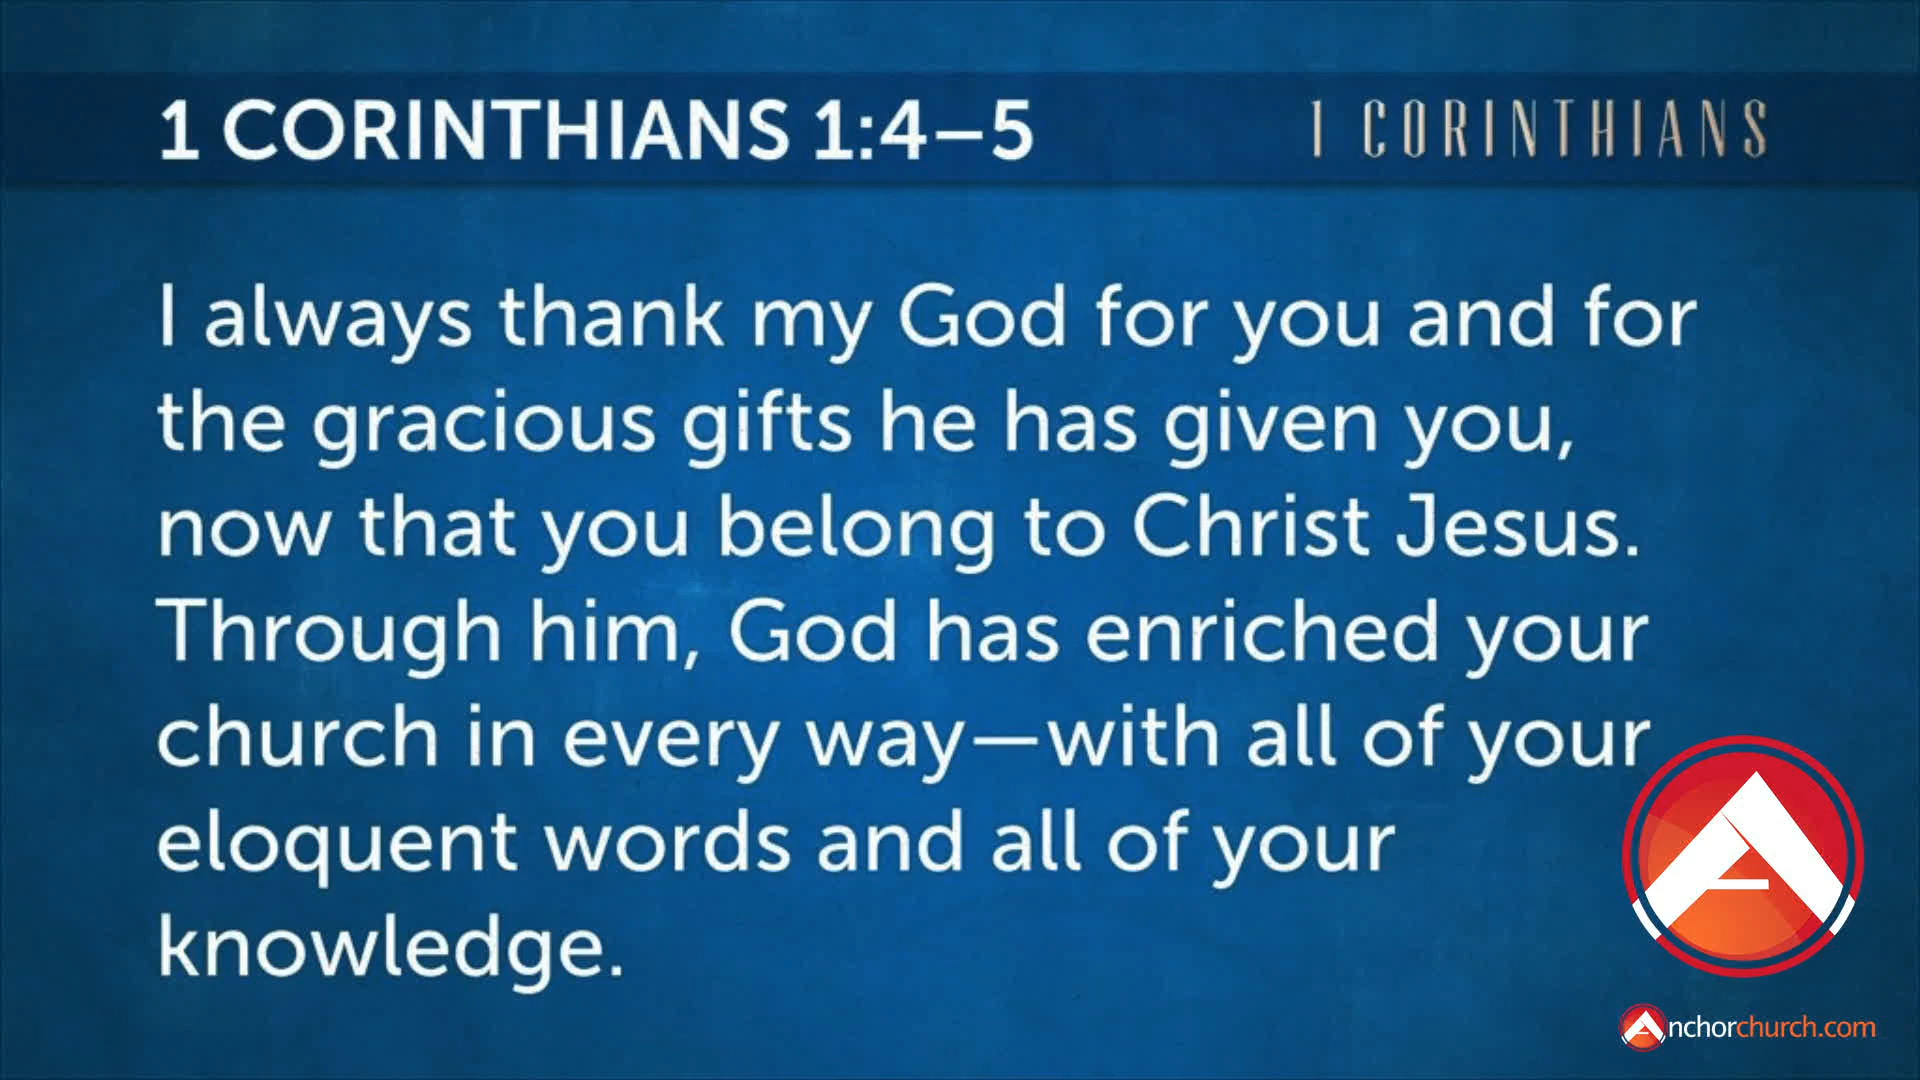 1 CORINTHIANS 1:4–5
1 CORINTHIANS
I always thank my God for you and for
the gracious gifts he has given you,
now that you belong to Christ Jesus.
Through him, God has enriched your
church in every way—with all of your
eloquent words and all of your
knowledge.
Anchorchurch.com